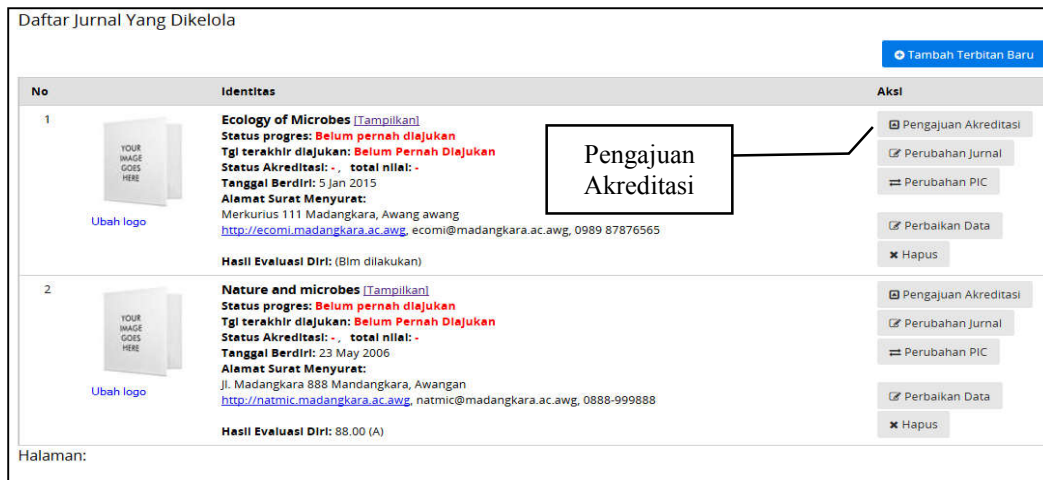 Daftar Jurnal Yang Dikelola
Tambah Terbitan Baru
No Identitas Aksi
1
YOUR
IMAGE
GOES
HERE
Ubah logo
Ecology of Microbes [Tampilkan]
Status progres: Belum pernah diajukan
Tgl terakhir diajukan: Belum Pernah Diajukan
Status Akreditasi: - , total nilai: -
Tanggal Berdiri: 5 Jan 2015
Alamat Surat Menyurat:
Merkurius 111 Madangkara, Awang awang
http://ecomi.madangkara.ac.awg, ecomi@madangkara.ac.awg, 0989 87876565
Hasil Evaluasi Diri: (Blm dilakukan)
Pengajuan
Akreditasi
Pengajuan Akreditasi
Perubahan Jurnal
Perubahan PIC
Perbaikan Data
Hapus
2
YOUR
IMAGE
GOES
HERE
Ubah logo
Nature and microbes [Tampilkan]
Status progres: Belum pernah diajukan
Tgl terakhir diajukan: Belum Pernah Diajukan
Status Akreditasi: - , total nilai: -
Tanggal Berdiri: 23 May 2006
Alamat Surat Menyurat:
Jl. Madangkara 888 Mandangkara, Awangan
http://natmic.madangkara.ac.awg, natmic@madangkara.ac.awg, 0888-999888
Hasil Evaluasi Diri: 88.00 (A)
Pengajuan Akreditasi
Perubahan Jurnal
Perubahan PIC
Perbaikan Data
Hapus
Halaman: